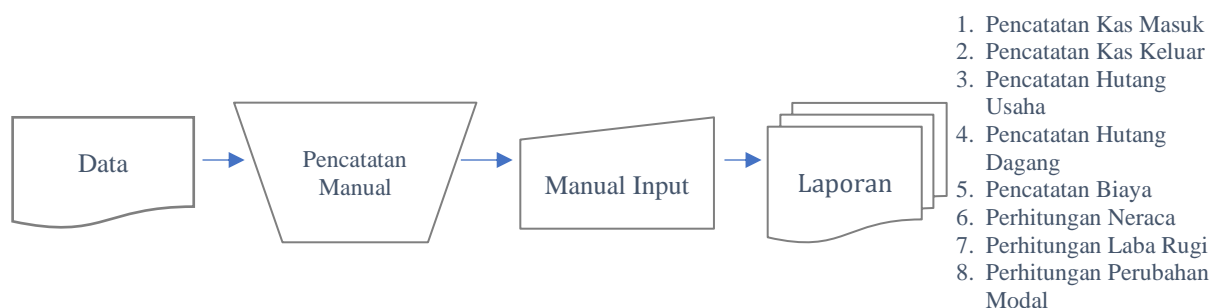 Data
Pencatatan
Manual
Manual Input
Laporan
1. Pencatatan Kas Masuk
2. Pencatatan Kas Keluar
3. Pencatatan Hutang
Usaha
4. Pencatatan Hutang
Dagang
5. Pencatatan Biaya
6. Perhitungan Neraca
7. Perhitungan Laba Rugi
8. Perhitungan Perubahan
Modal